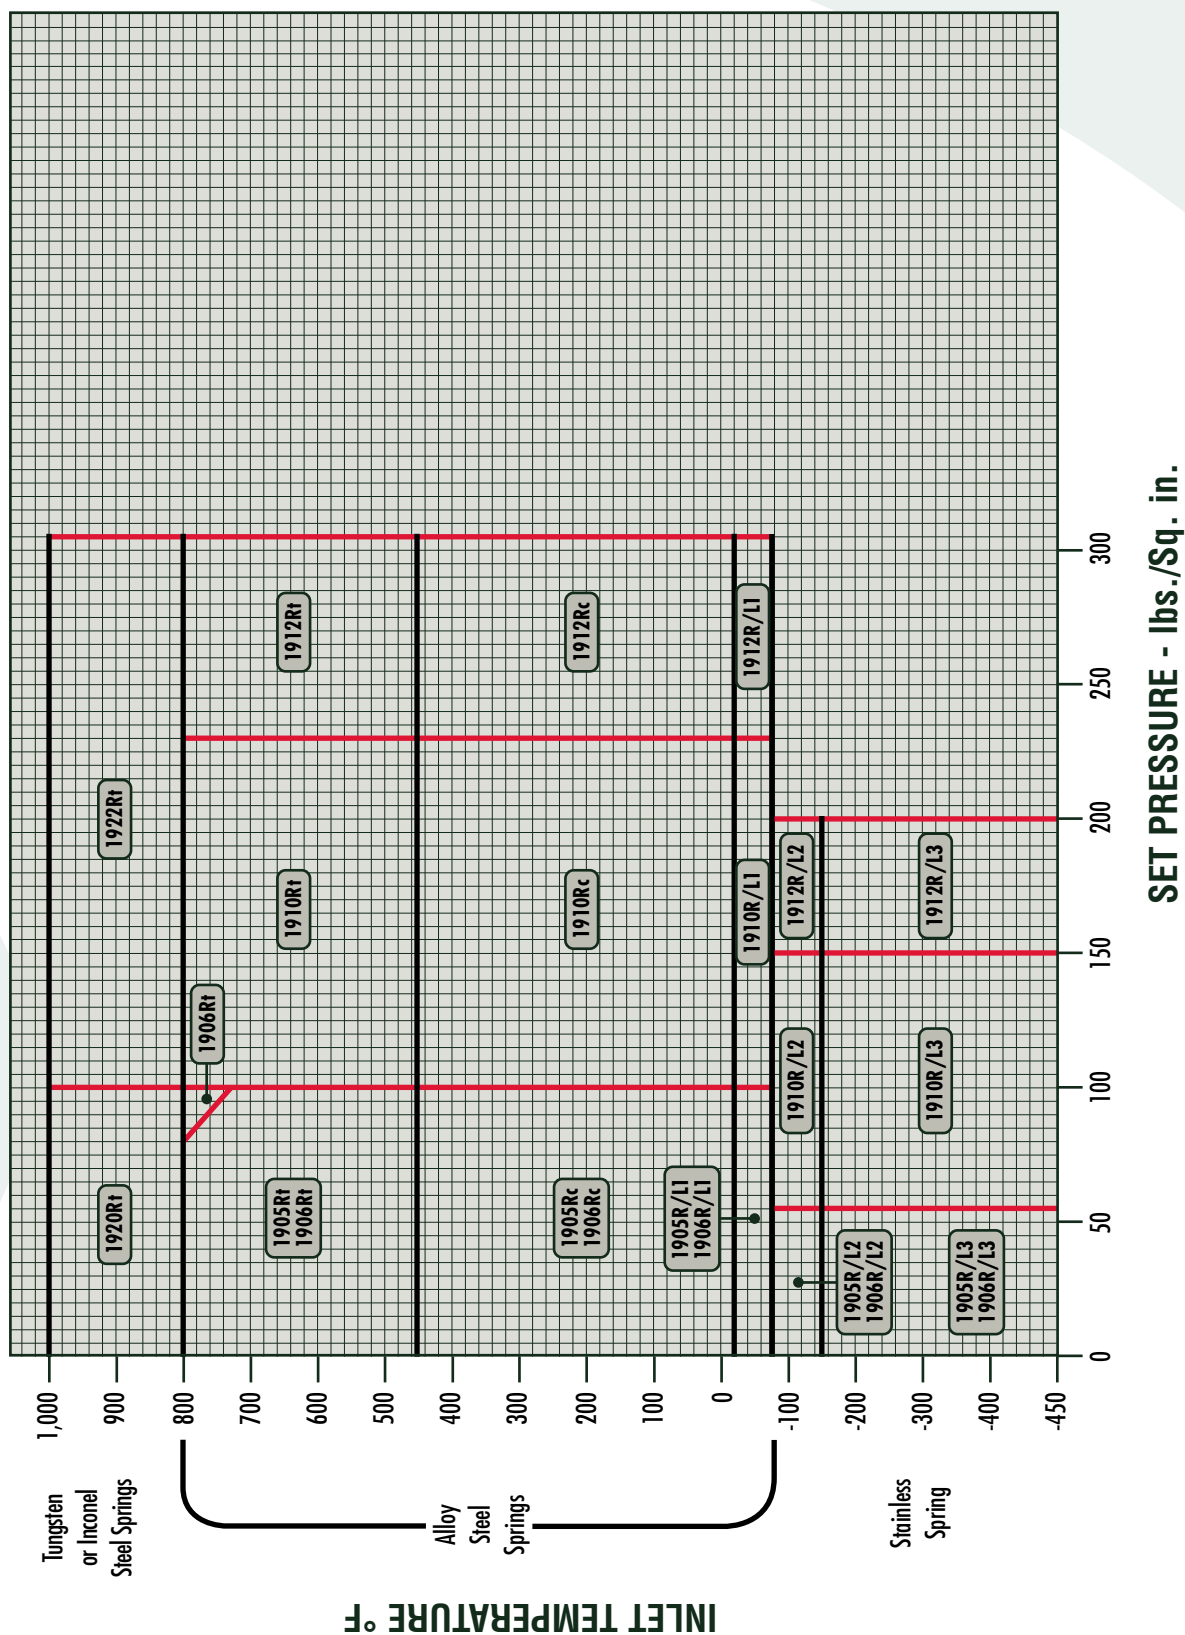 Tungsten
or Inconel
Steel Springs
Alloy
Steel
Springs
Stainless
Spring
INLET TEMPERATURE °F
1,000
900
800
700
600
500
400
300
200
100
0
-100
-200
-300
-400
-450
1920Rt
1922Rt
1905Rt
1906Rt
1906Rt
1910Rt
1912Rt
1905Rc
1906Rc
1910Rc
1912Rc
1905R/L1
1906R/L1
1910R/L1
1912R/L1
1905R/L2
1906R/L2
1910R/L2
1912R/L2
1905R/L3
1906R/L3
1910R/L3
1912R/L3
0
50
100
150
200
250
300
SET PRESSURE - lbs./Sq. in.